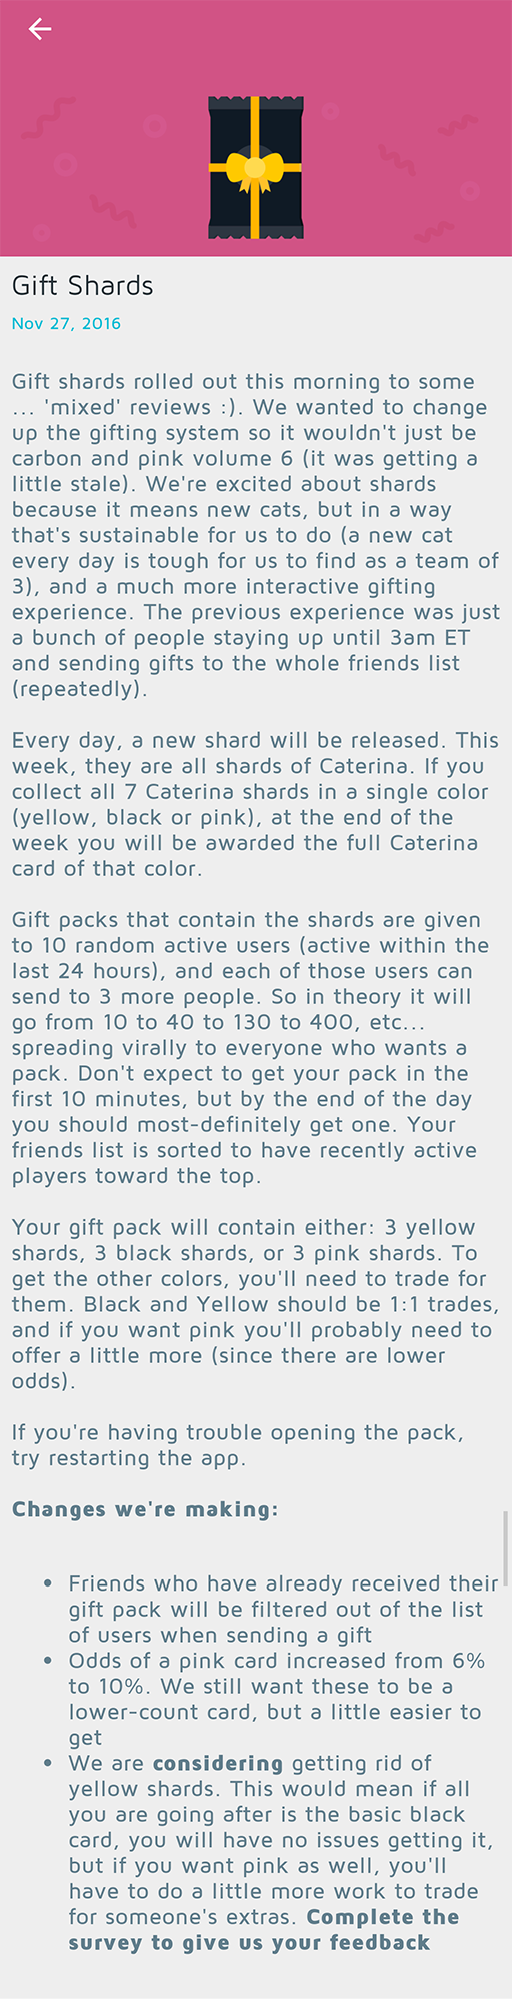 Gift Shards
Nov 27, 2016
Gift shards rolled out this morning to some
... 'mixed' reviews :). We wanted to change
up the gifting system so it wouldn't just be
carbon and pink volume 6 (it was getting a
little stale). We're excited about shards
because it means new cats, but in a way
that's sustainable for us to do (a new cat
every day is tough for us to find as a team of
3), and a much more interactive gifting
experience. The previous experience was just
a bunch of people staying up until 3am ET
and sending gifts to the whole friends list
(repeatedly).
Every day, a new shard will be released. This
week, they are all shards of Caterina. If you
collect all 7 Caterina shards in a single color
(yellow, black or pink), at the end of the
week you will be awarded the full Caterina
card of that color.
Gift packs that contain the shards are given
to 10 random active users (active within the
last 24 hours), and each of those users can
send to 3 more people. So in theory it will
go from 10 to 40 to 130 to 400, etc...
spreading virally to everyone who wants a
pack. Don't expect to get your pack in the
first 10 minutes, but by the end of the day
you should most-definitely get one. Your
friends list is sorted to have recently active
players toward the top.
Your gift pack will contain either: 3 yellow
shards, 3 black shards, or 3 pink shards. To
get the other colors, you'll need to trade for
them. Black and Yellow should be 1:1 trades,
and if you want pink you'll probably need to
offer a little more (since there are lower
odds).
If you're having trouble opening the pack,
try restarting the app.
Changes we're making:
• Friends who have already received their
gift pack will be filtered out of the list
of users when sending a gift
• Odds of a pink card increased from 6%
to 10%. We still want these to be a
lower-count card, but a little easier to
get
• We are considering getting rid of
yellow shards. This would mean if all
you are going after is the basic black
card, you will have no issues getting it,
but if you want pink as well, you'll
have to do a little more work to trade
for someone's extras. Complete the
survey to give us your feedback